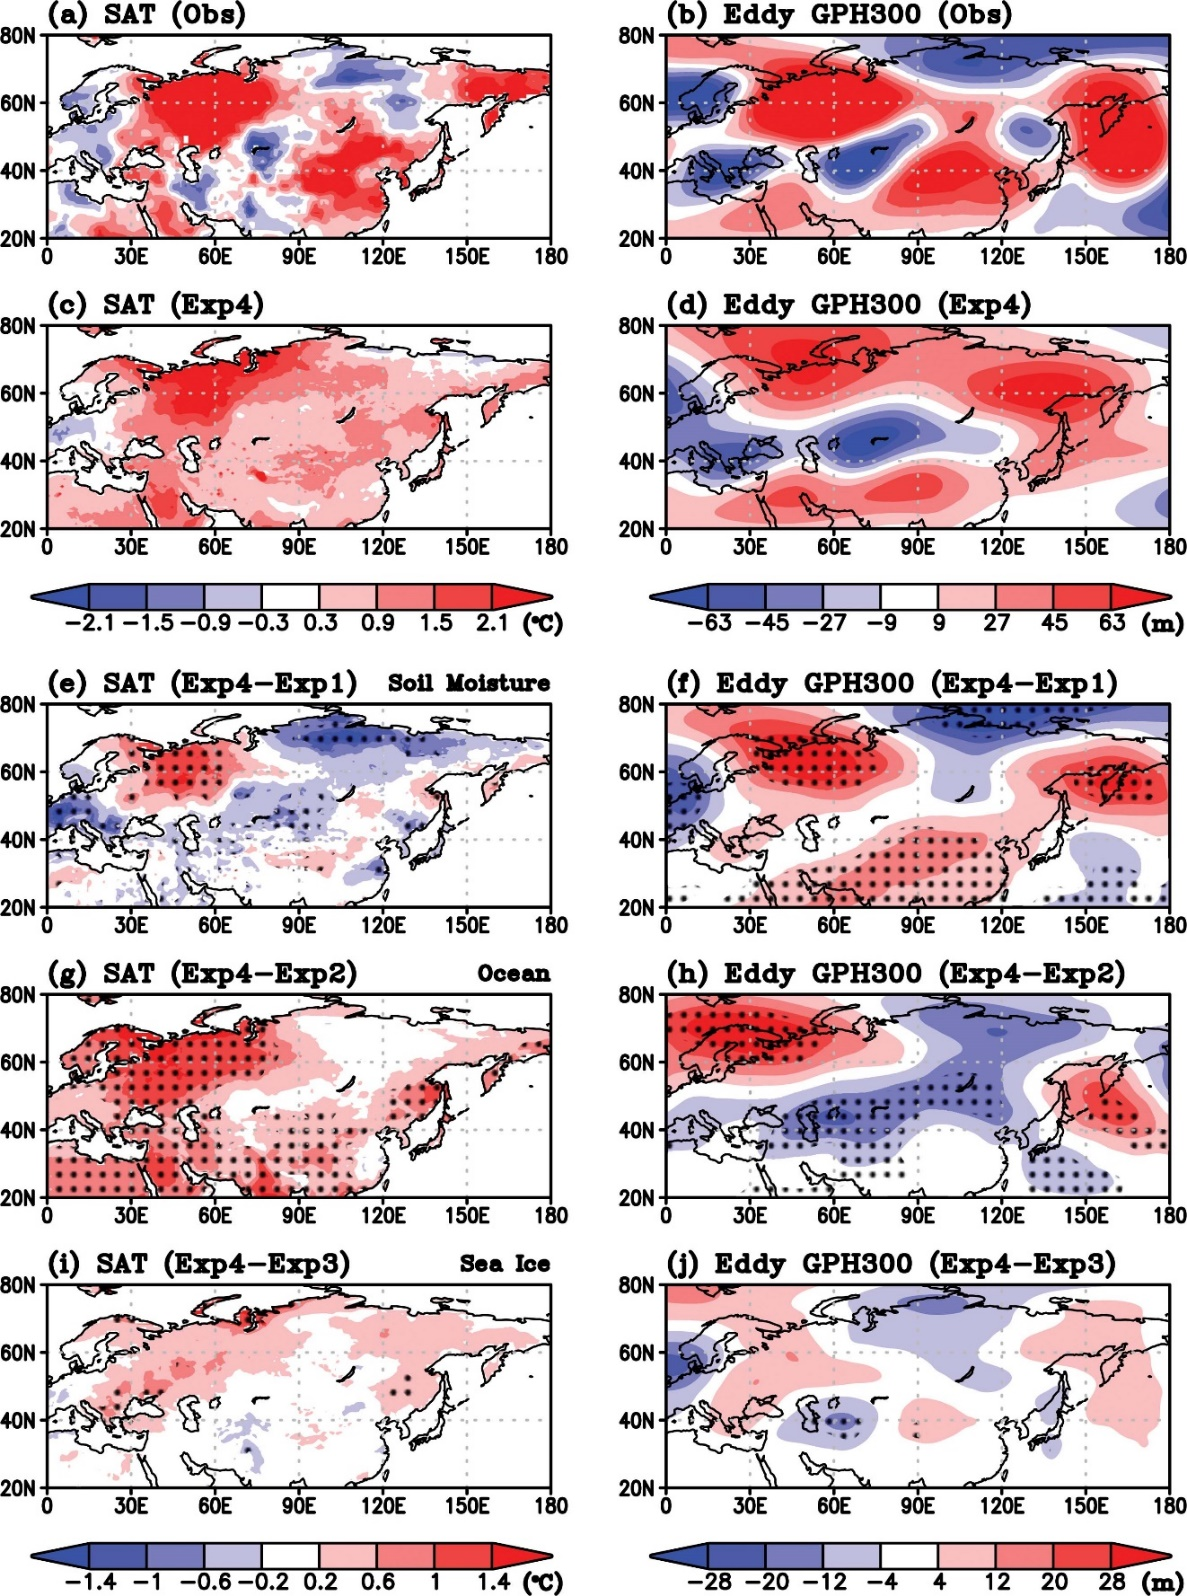 (a) SAT (Obs)
80N
60N
40N
20N
0 30E 60E 90E 120E 150E 180
(b) Eddy GPH300 (Obs)
80N
60N
40N
20N
0 30E 60E 90E 120E 150E 180
(c) SAT (Exp4)
80N
60N
40N
20N
0 30E 60E 90E 120E 150E 180
(d) Eddy GPH300 (Exp4)
80N
60N
40N
20N
0 30E 60E 90E 120E 150E 180
−2.1 −1.5 −0.9 −0.3 0.3 0.9 1.5 2.1 (°C)
−63 −45 −27 −9 9 27 45 63 (m)
(e) SAT (Exp4−Exp1) Soil Moisture
80N
60N
40N
20N
0 30E 60E 90E 120E 150E 180
(f) Eddy GPH300 (Exp4−Exp1)
80N
60N
40N
20N
0 30E 60E 90E 120E 150E 180
(g) SAT (Exp4−Exp2) Ocean
80N
60N
40N
20N
0 30E 60E 90E 120E 150E 180
(h) Eddy GPH300 (Exp4−Exp2)
80N
60N
40N
20N
0 30E 60E 90E 120E 150E 180
(i) SAT (Exp4−Exp3) Sea Ice
80N
60N
40N
20N
0 30E 60E 90E 120E 150E 180
(j) Eddy GPH300 (Exp4−Exp3)
80N
60N
40N
20N
0 30E 60E 90E 120E 150E 180
−1.4 −1 −0.6 −0.2 0.2 0.6 1 1.4 (°C)
−28 −20 −12 −4 4 12 20 28 (m)